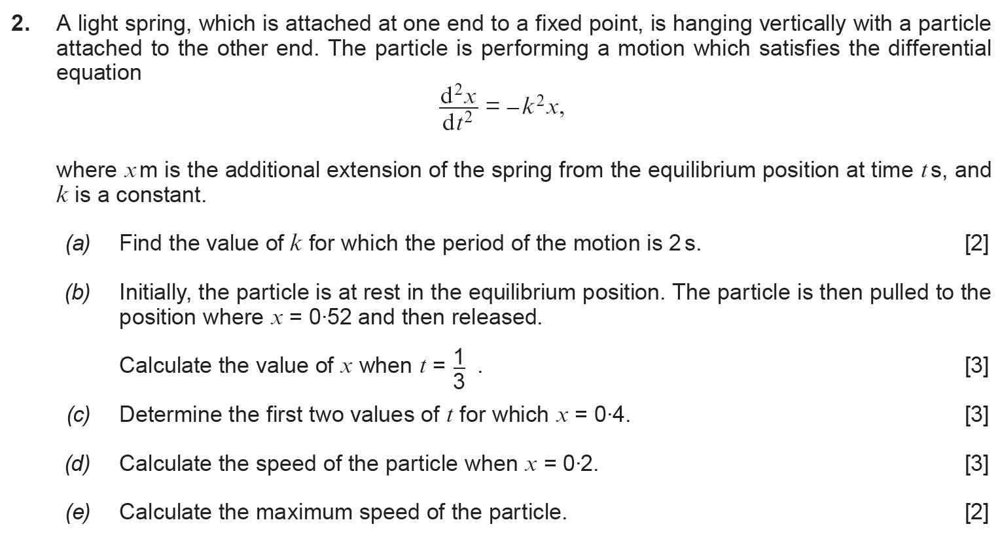 2. A light spring, which is attached at one end to a fixed point, is hanging vertically with a particle
attached to the other end. The particle is performing a motion which satisfies the differential
equation
d²x/dt² = –k²x,
where x m is the additional extension of the spring from the equilibrium position at time t s, and
k is a constant.
(a) Find the value of k for which the period of the motion is 2 s. [2]
(b) Initially, the particle is at rest in the equilibrium position. The particle is then pulled to the
position where x = 0·52 and then released.
Calculate the value of x when t = 1/3 . [3]
(c) Determine the first two values of t for which x = 0·4. [3]
(d) Calculate the speed of the particle when x = 0·2. [3]
(e) Calculate the maximum speed of the particle. [2]